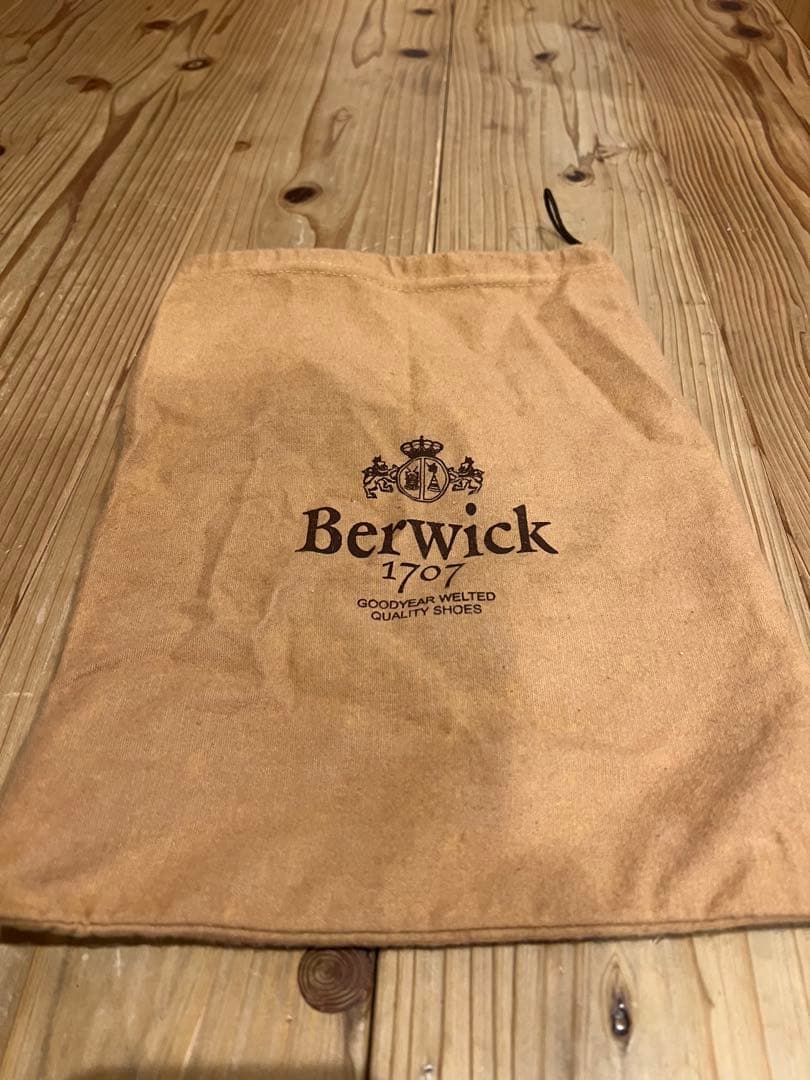 Berwick
1707
GOODYEAR WELTED
QUALITY SHOES